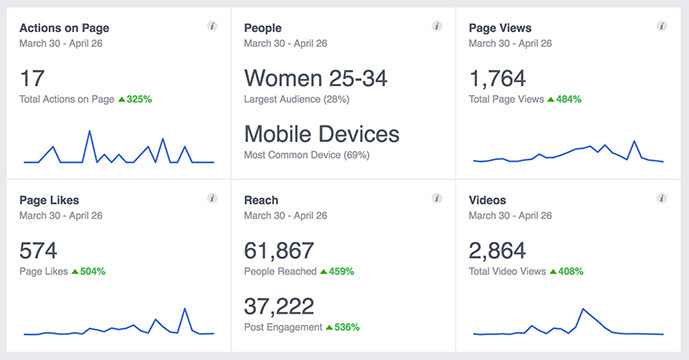 Actions on Page
March 30 - April 26
17
Total Actions on Page ▲325%
People
March 30 - April 26
Women 25-34
Largest Audience (28%)
Mobile Devices
Most Common Device (69%)
Page Views
March 30 - April 26
1,764
Total Page Views ▲484%
Page Likes
March 30 - April 26
574
Page Likes ▲504%
Reach
March 30 - April 26
61,867
People Reached ▲459%
37,222
Post Engagement ▲536%
Videos
March 30 - April 26
2,864
Total Video Views ▲408%